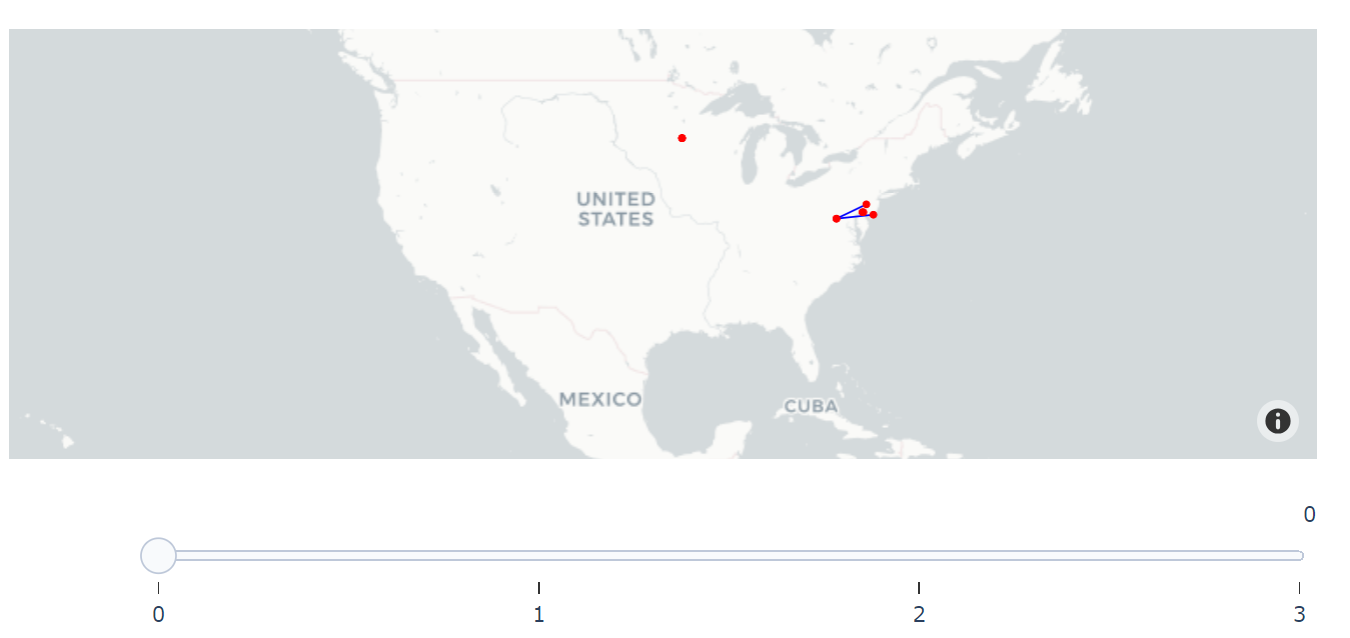 UNITED
STATES
MEXICO
CUBA
0
0 1 2 3